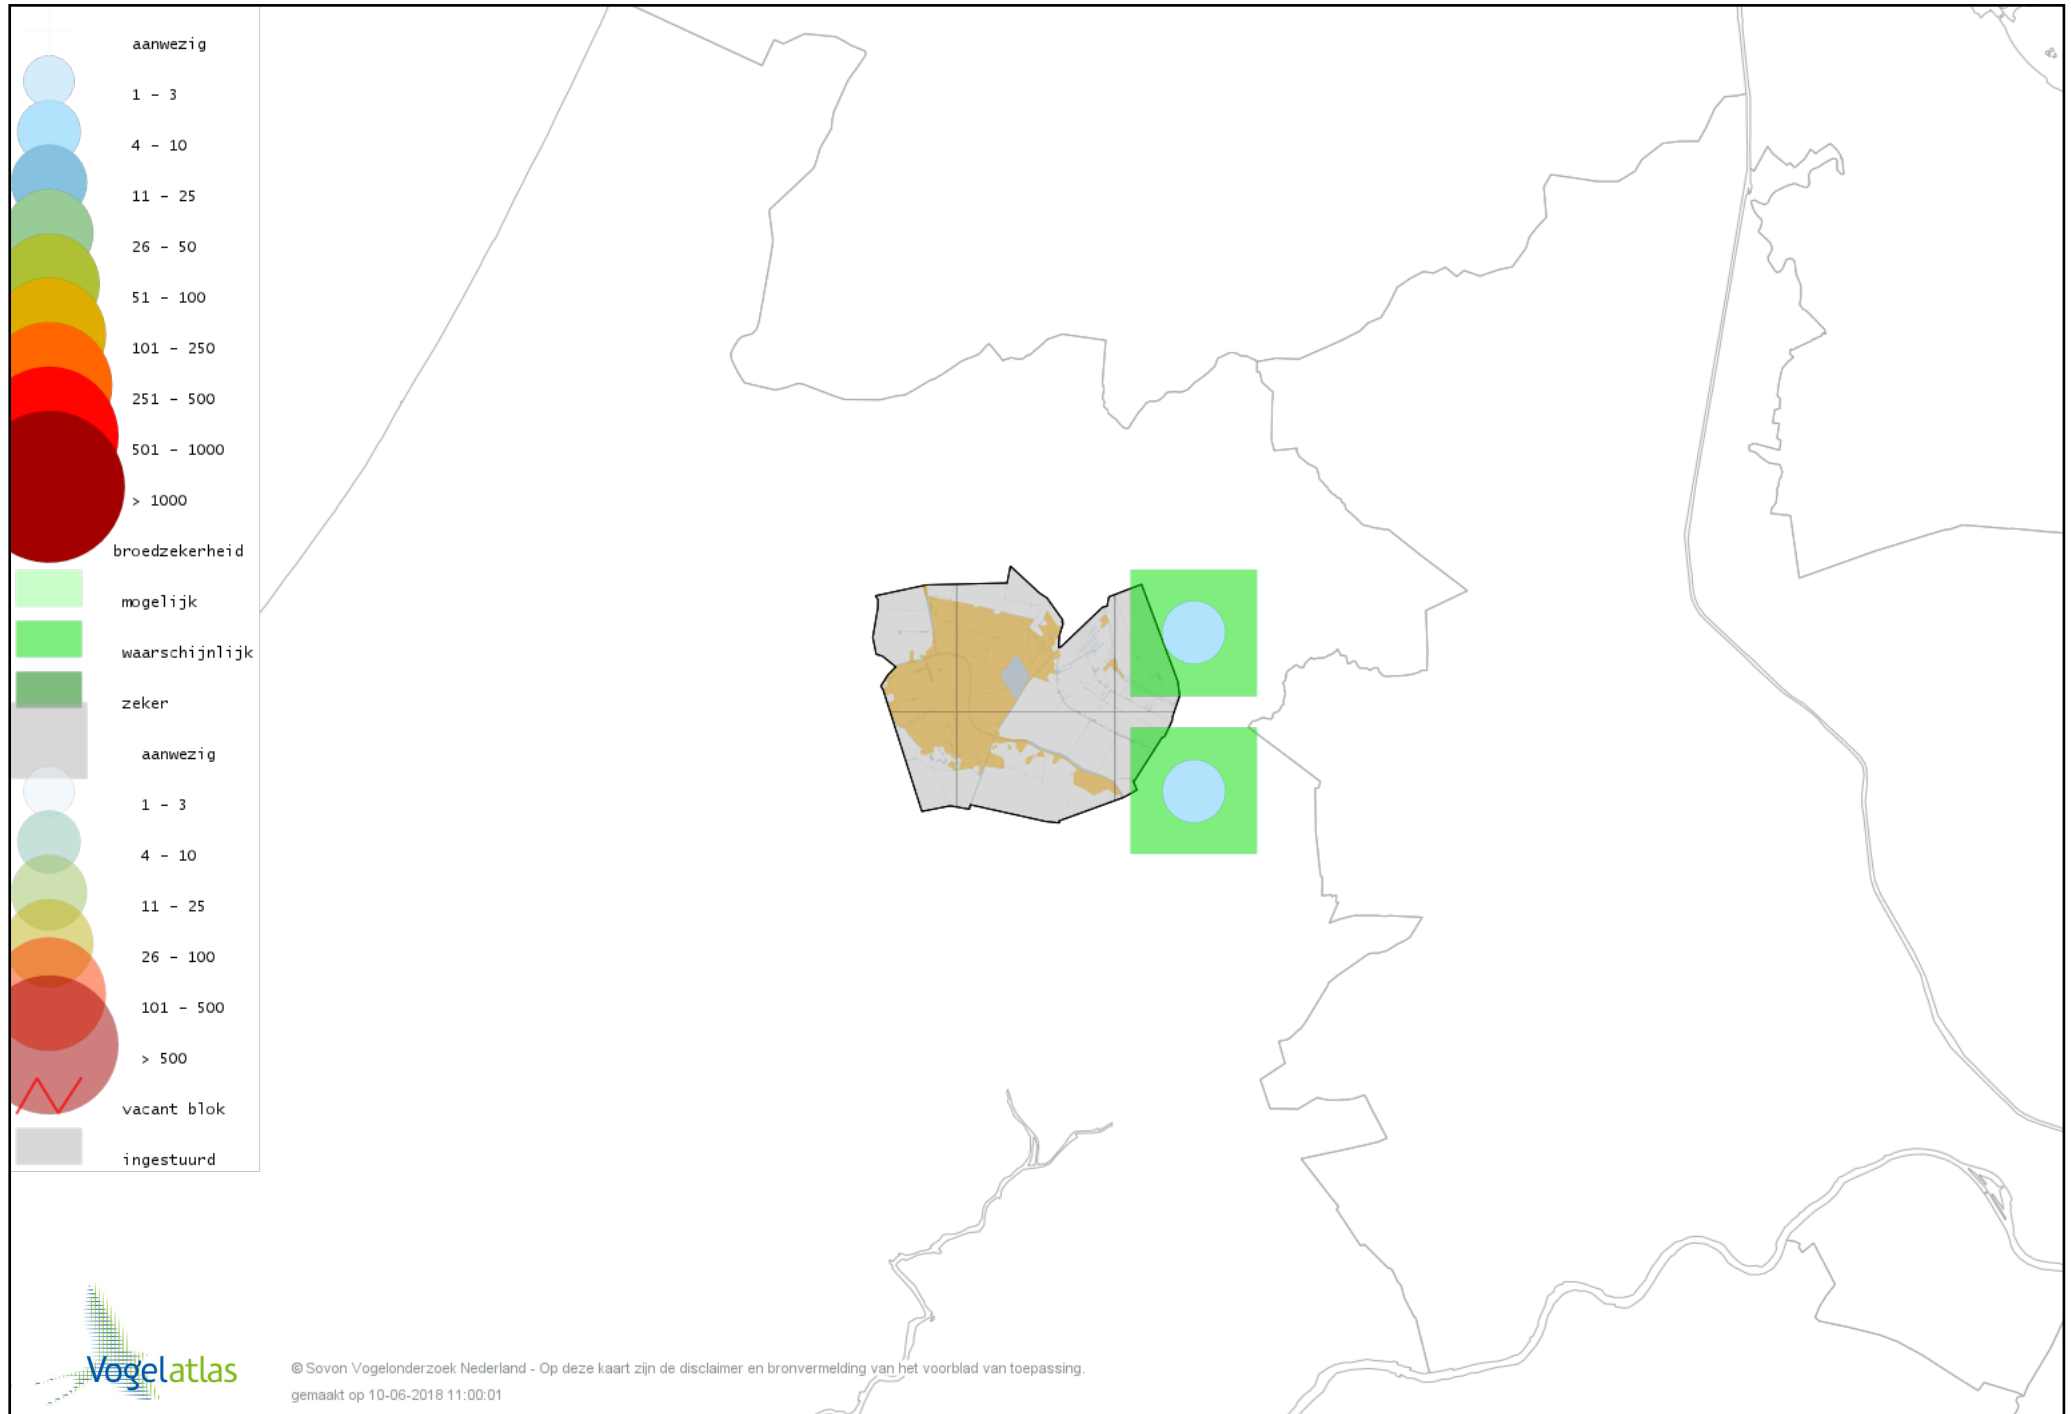 aanwezig
1 - 3
4 - 10
11 - 25
26 - 50
51 - 100
101 - 250
251 - 500
501 - 1000
> 1000
broedzekerheid
mogelijk
waarschijnlijk
zeker
aanwezig
1 - 3
4 - 10
11 - 25
26 - 100
101 - 500
> 500
vacant blok
ingestuurd
Vogelatlas
© Sovon Vogelonderzoek Nederland - Op deze kaart zijn de disclaimer en bronvermelding van het voorblad van toepassing.
gemaakt op 10-06-2018 11:00:01